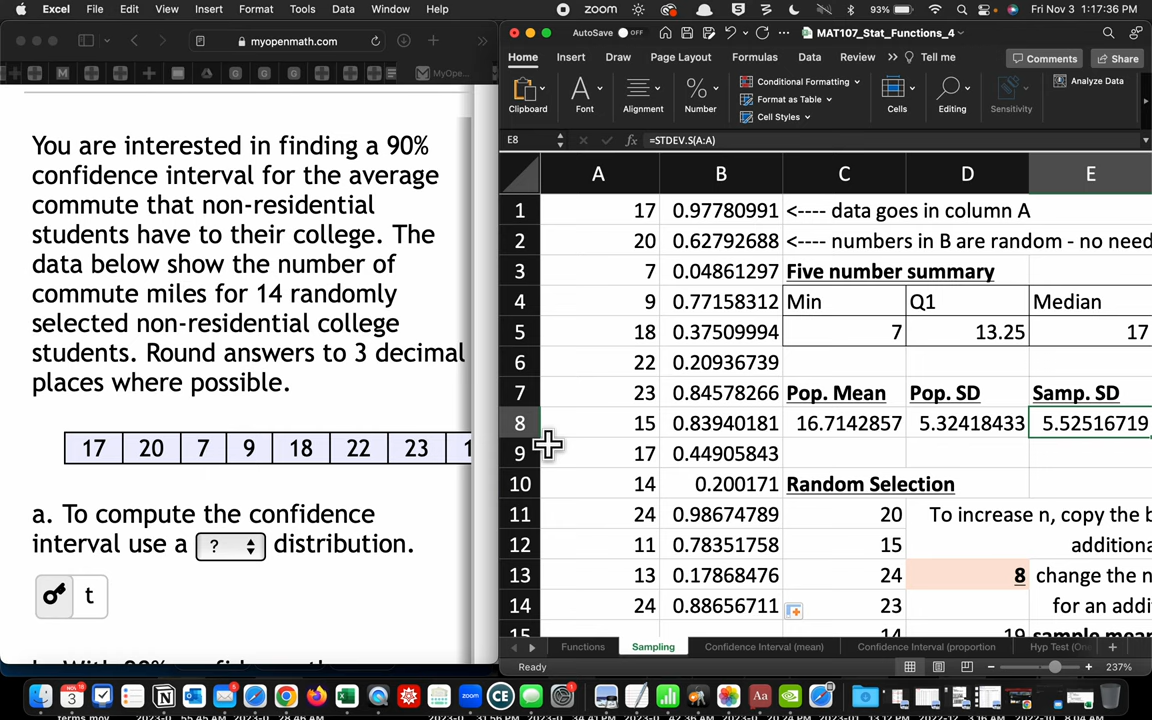 Excel File Edit View Insert Format Tools Data Window Help zoom 93% Fri Nov 3 1:17:36 PM
myopenmath.com
MyOpe...
AutoSave OFF MAT107_Stat_Functions_4
Home Insert Draw Page Layout Formulas Data Review Tell me Comments Share
Clipboard Font Alignment Number Conditional Formatting Format as Table Cell Styles Cells Editing Sensitivity Analyze Data
E8 fx =STDEV.S(A:A)
You are interested in finding a 90%
confidence interval for the average
commute that non-residential
students have to their college. The
data below show the number of
commute miles for 14 randomly
selected non-residential college
students. Round answers to 3 decimal
places where possible.
17 20 7 9 18 22 23 1
a. To compute the confidence
interval use a ? distribution.
t
A B C D E
1 17 0.97780991 <---- data goes in column A
2 20 0.62792688 <---- numbers in B are random - no need
3 7 0.04861297 Five number summary
4 9 0.77158312 Min Q1 Median
5 18 0.37509994 7 13.25 17
6 22 0.20936739
7 23 0.84578266 Pop. Mean Pop. SD Samp. SD
8 15 0.83940181 16.7142857 5.32418433 5.52516719
9 17 0.44905843
10 14 0.200171 Random Selection
11 24 0.98674789 20 To increase n, copy the b
12 11 0.78351758 15 additiona
13 13 0.17868476 24 8 change the n
14 24 0.88656711 23 for an addi
15 14 19 sample mea
Functions Sampling Confidence Interval (mean) Confidence Interval (proportion Hyp Test (On
Ready 237%